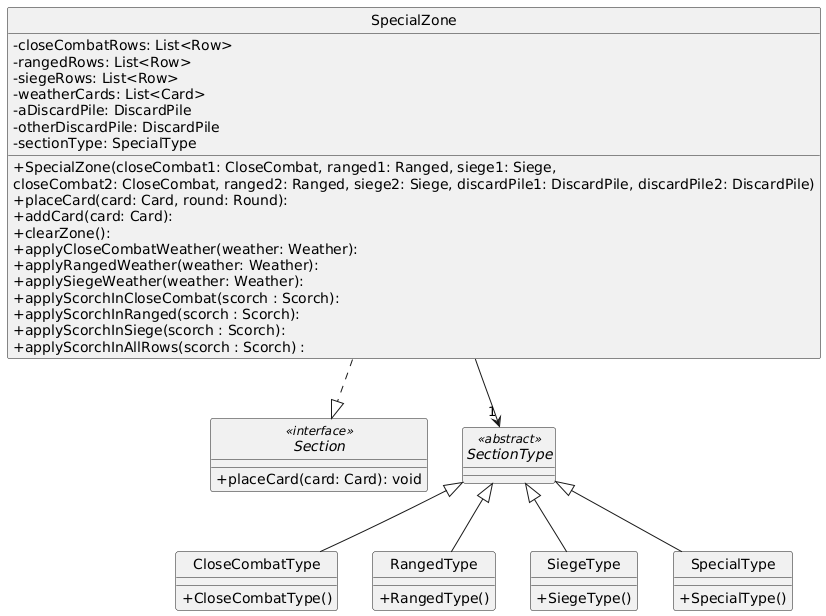 SpecialZone
-closeCombatRows: List<Row>
-rangedRows: List<Row>
-siegeRows: List<Row>
-weatherCards: List<Card>
-aDiscardPile: DiscardPile
-otherDiscardPile: DiscardPile
-sectionType: SpecialType
+SpecialZone(closeCombat1: CloseCombat, ranged1: Ranged, siege1: Siege,
closeCombat2: CloseCombat, ranged2: Ranged, siege2: Siege, discardPile1: DiscardPile, discardPile2: DiscardPile)
+placeCard(card: Card, round: Round):
+addCard(card: Card):
+clearZone():
+applyCloseCombatWeather(weather: Weather):
+applyRangedWeather(weather: Weather):
+applySiegeWeather(weather: Weather):
+applyScorchInCloseCombat(scorch : Scorch):
+applyScorchInRanged(scorch : Scorch):
+applyScorchInSiege(scorch : Scorch):
+applyScorchInAllRows(scorch : Scorch) :
1
«interface»
Section
+placeCard(card: Card): void
«abstract»
SectionType
CloseCombatType
+CloseCombatType()
RangedType
+RangedType()
SiegeType
+SiegeType()
SpecialType
+SpecialType()